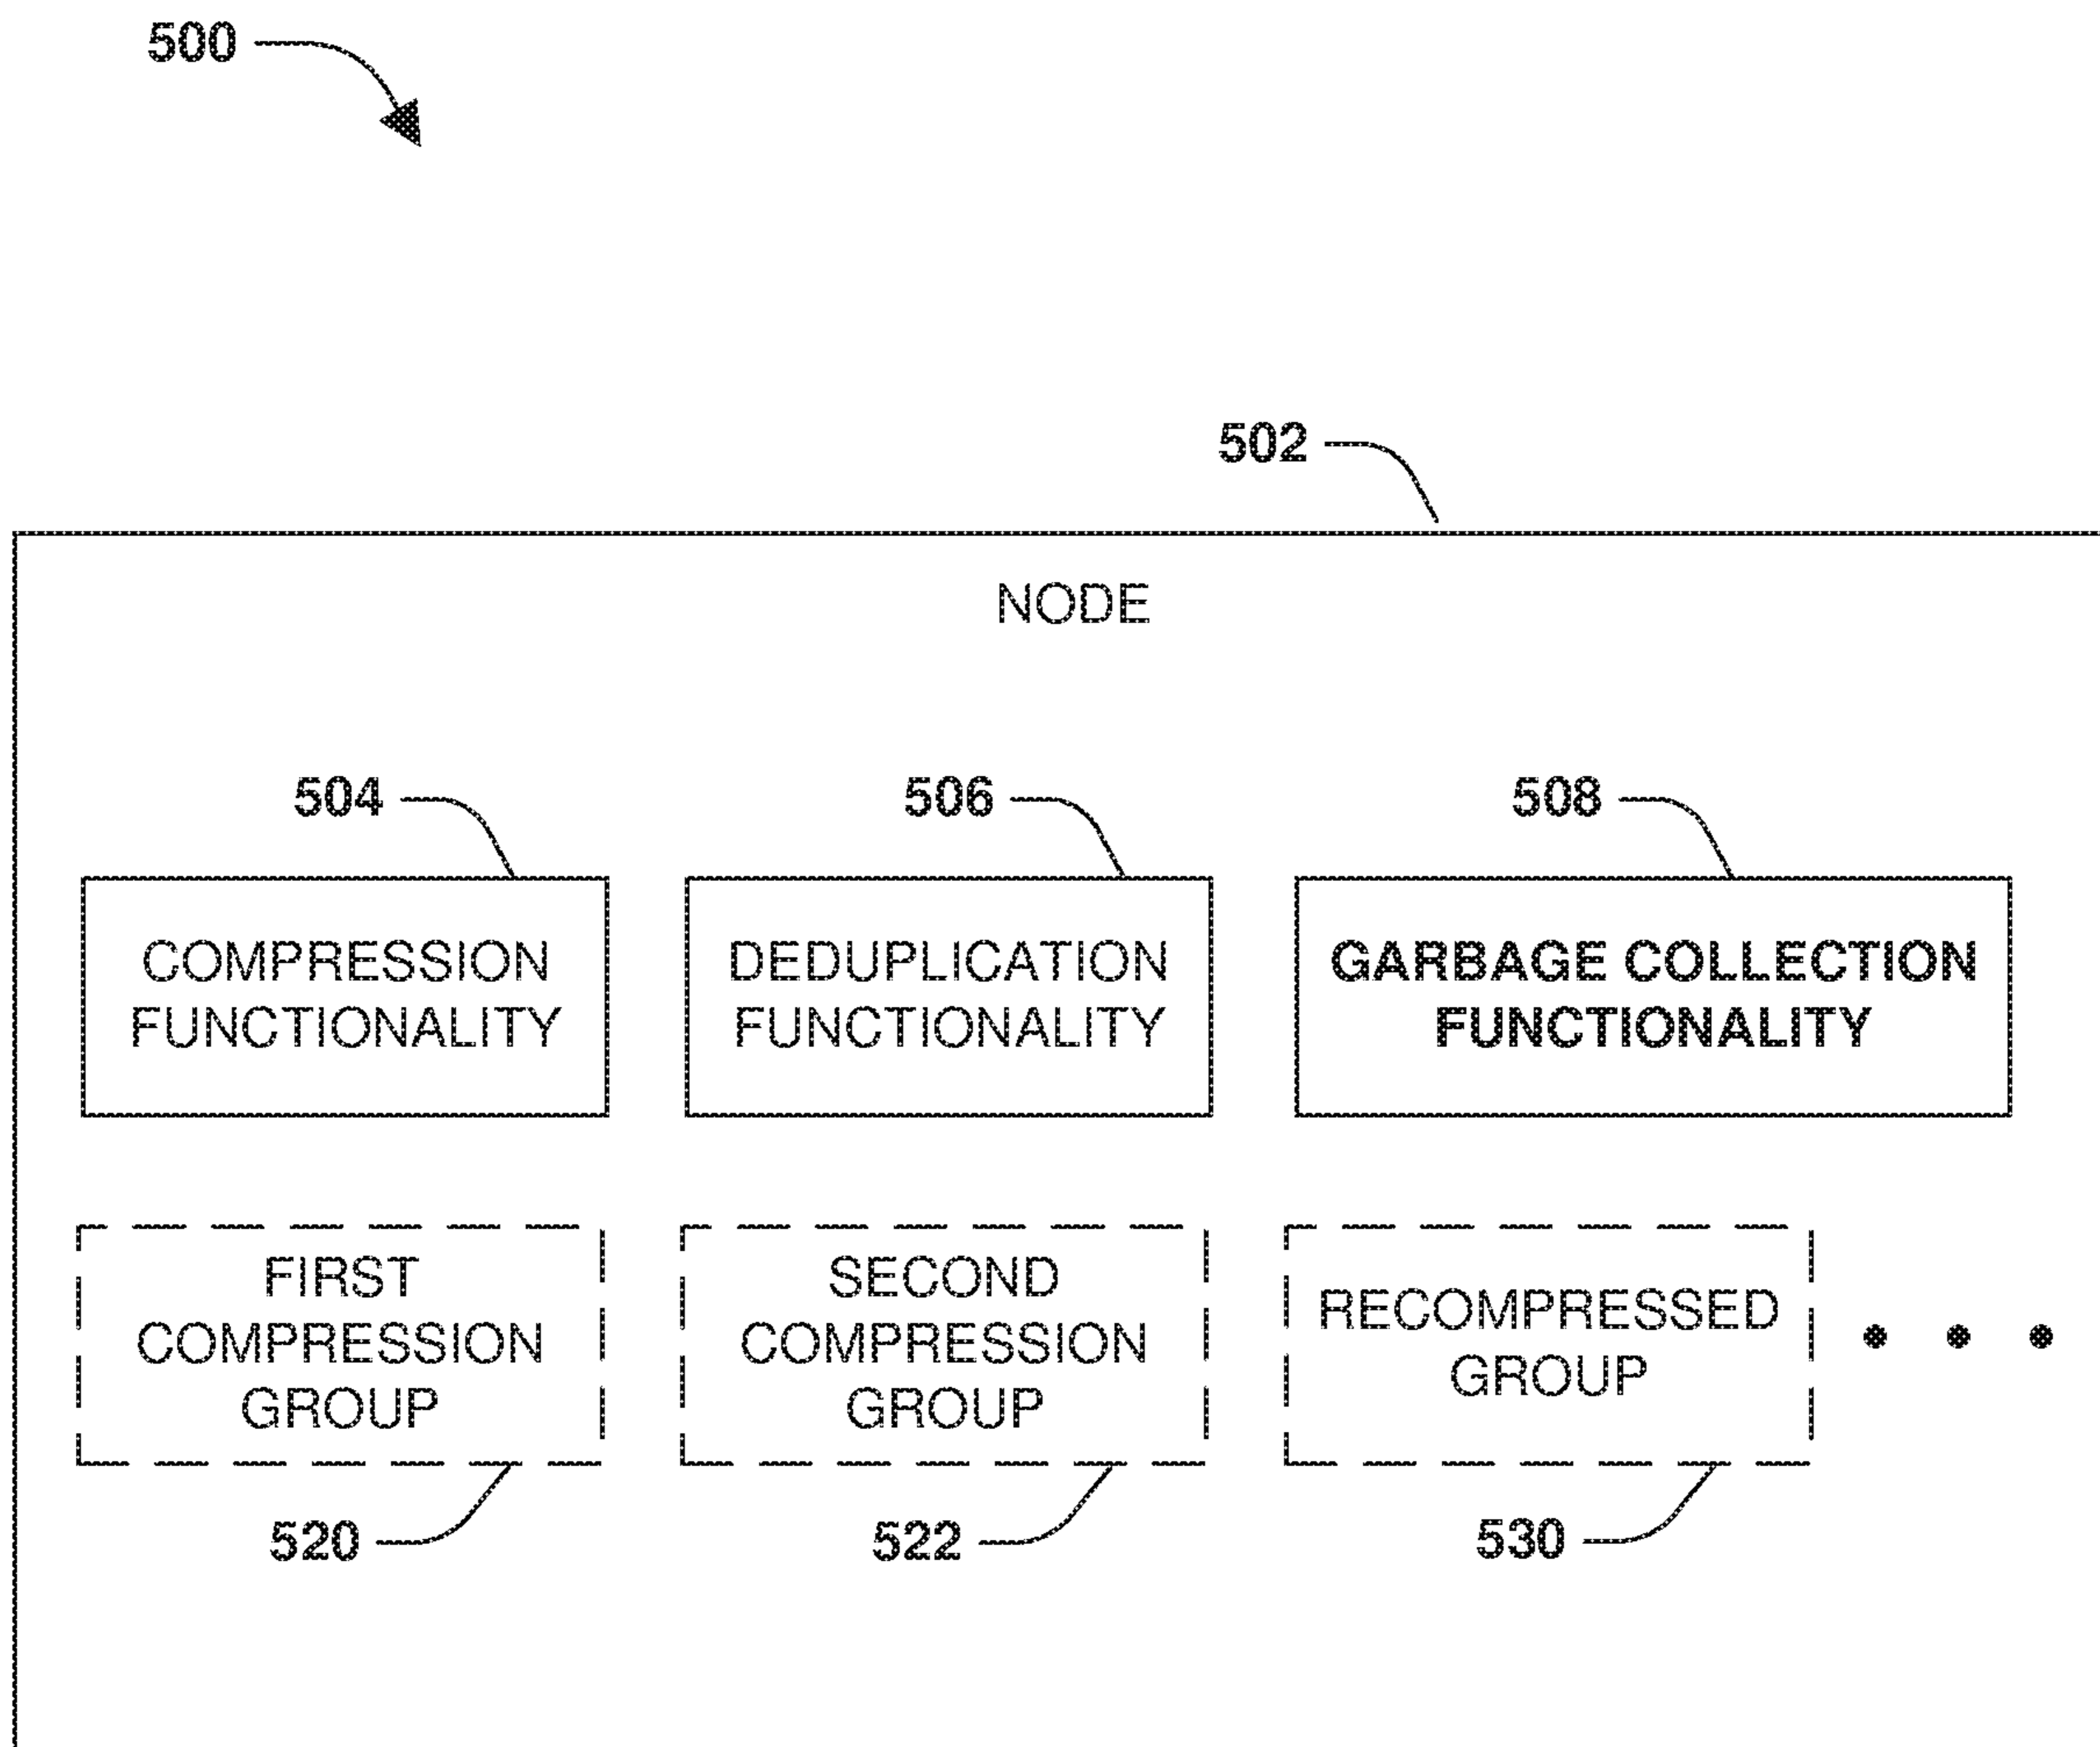 500
502
NODE
504
506
508
COMPRESSION
FUNCTIONALITY
DEDUPLICATION
FUNCTIONALITY
GARBAGE COLLECTION
FUNCTIONALITY
FIRST
COMPRESSION
GROUP
SECOND
COMPRESSION
GROUP
RECOMPRESSED
GROUP
520
522
530